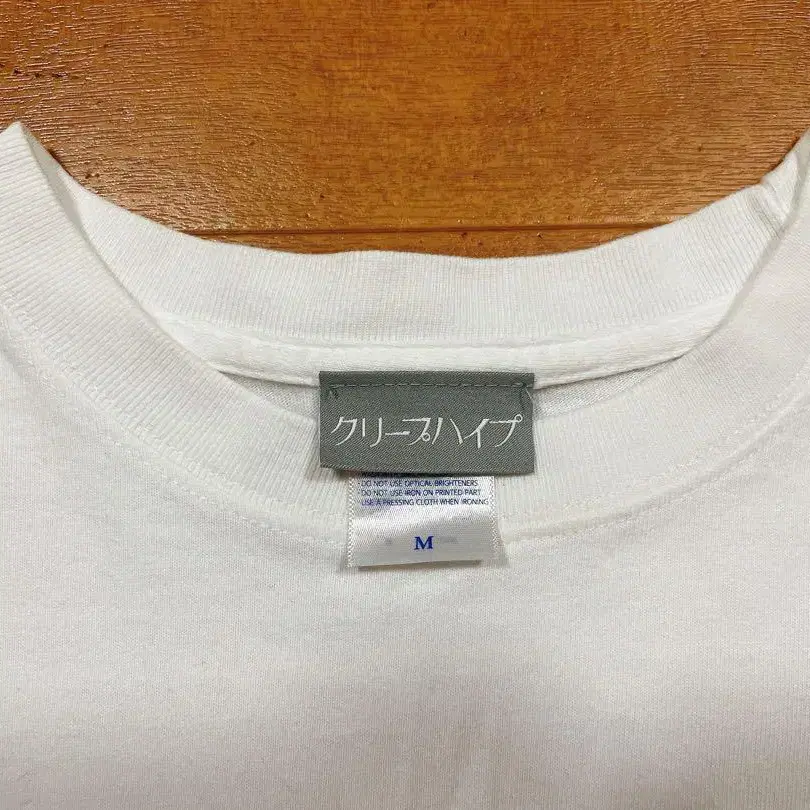 クリープハイプ
DO NOT USE OPTICAL BRIGHTENERS
DO NOT USE IRON ON PRINTED PART
USE A PRESSING CLOTH WHEN IRONING
M